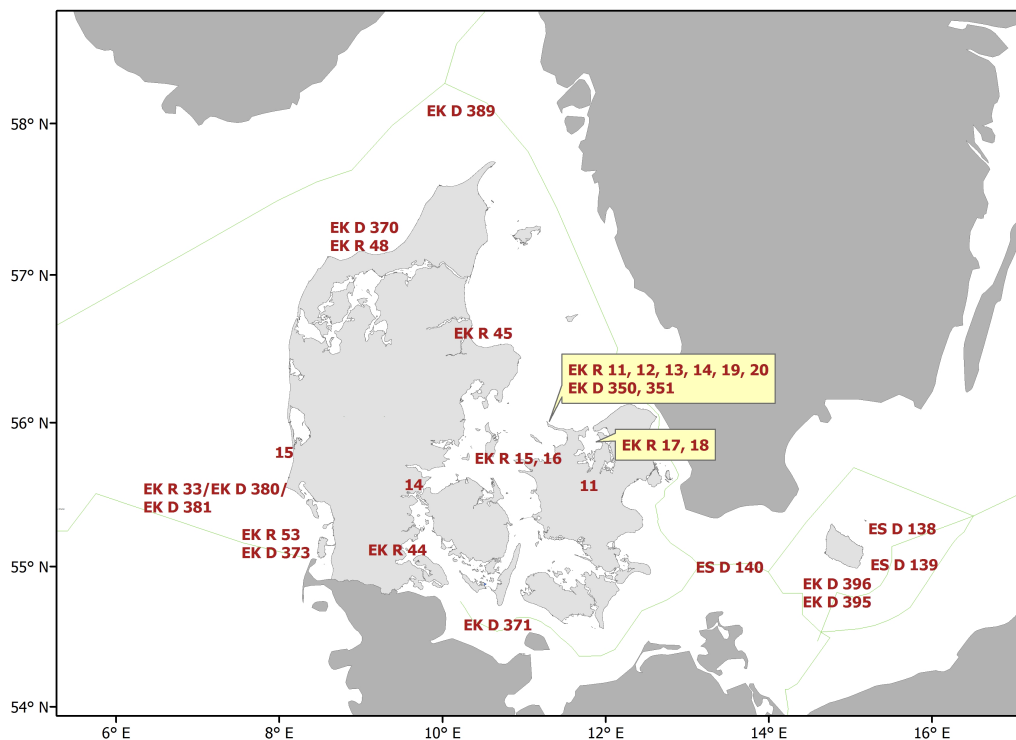 58° N
EK D 389
EK D 370
EK R 48
57° N
EK R 45
EK R 11, 12, 13, 14, 19, 20
EK D 350, 351
56° N
EK R 17, 18
15
EK R 15, 16
14
11
EK R 33/EK D 380/
EK D 381
EK R 53
EK D 373
EK R 44
ES D 138
ES D 139
ES D 140
55° N
EK D 396
EK D 395
EK D 371
54° N
6° E
8° E
10° E
12° E
14° E
16° E